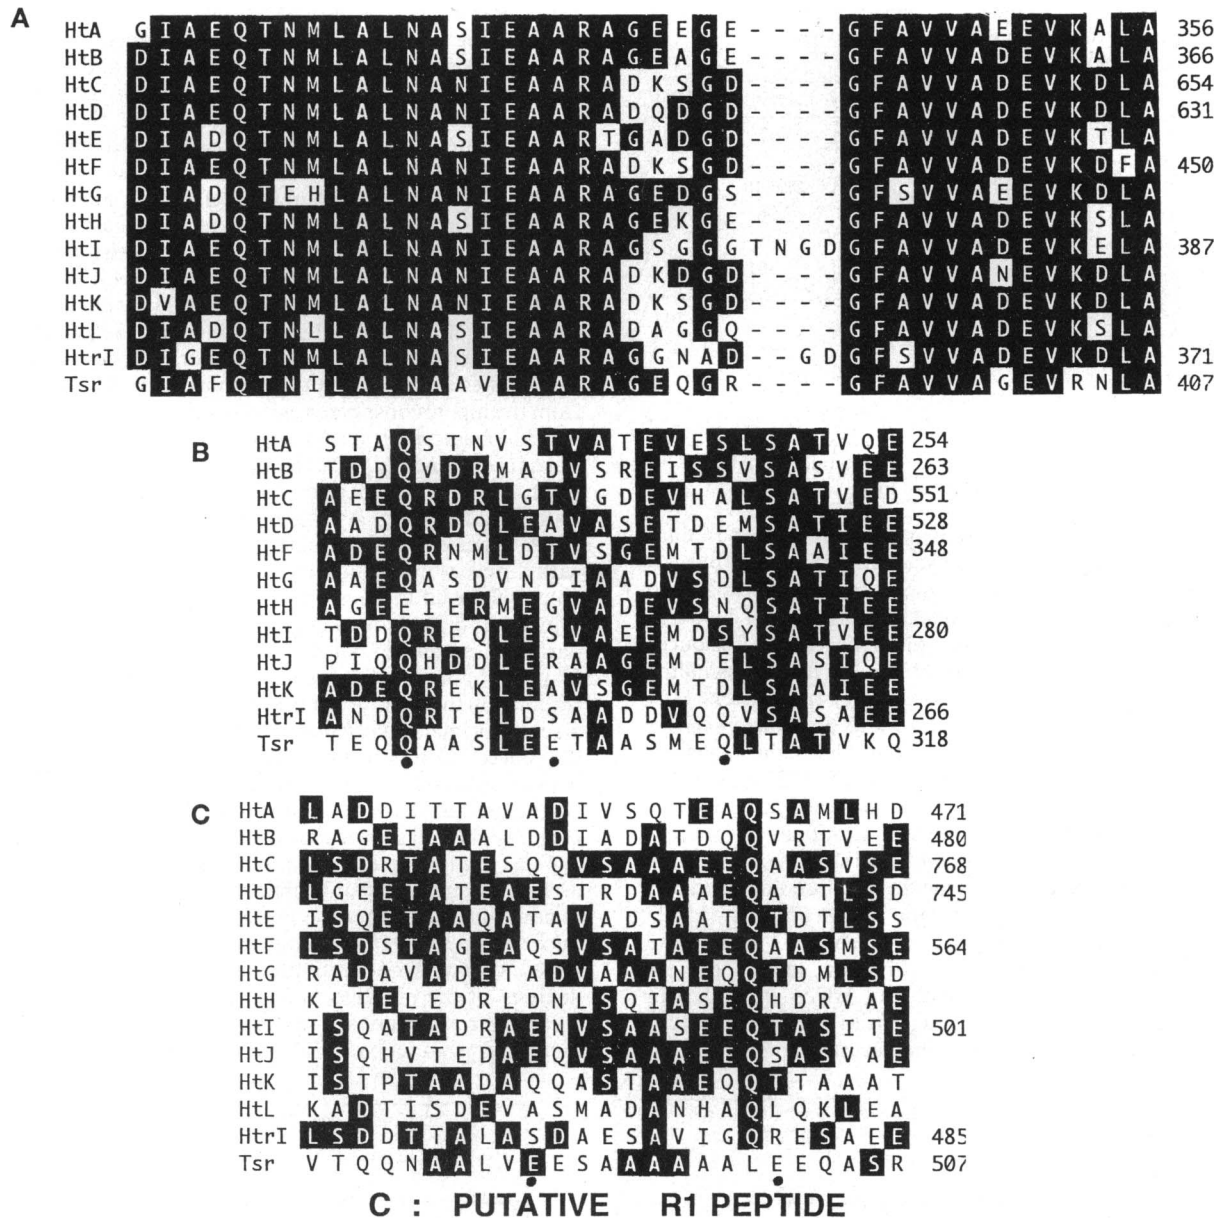 A
HtA G I A E Q T N M L A L N A S I E A A R A G E E G E - - - - G F A V V A E E V K A L A 356
HtB D I A E Q T N M L A L N A S I E A A R A G E A G E - - - - G F A V V A D E V K A L A 366
HtC D I A E Q T N M L A L N A N I E A A R A D K S G D - - - - G F A V V A D E V K D L A 654
HtD D I A E Q T N M L A L N A N I E A A R A D Q D G D - - - - G F A V V A D E V K D L A 631
HtE D I A D Q T N M L A L N A S I E A A R T G A D G D - - - - G F A V V A D E V K T L A
HtF D I A E Q T N M L A L N A N I E A A R A D K S G D - - - - G F A V V A D E V K D F A 450
HtG D I A D Q T E H L A L N A N I E A A R A G E D G S - - - - G F S V V A E E V K D L A
HtH D I A D Q T N M L A L N A S I E A A R A G E K G E - - - - G F A V V A D E V K S L A
HtI D I A E Q T N M L A L N A N I E A A R A G S G G G T N G D G F A V V A D E V K E L A 387
HtJ D I A E Q T N M L A L N A N I E A A R A D K D G D - - - - G F A V V A N E V K D L A
HtK D V A E Q T N M L A L N A N I E A A R A D K S G D - - - - G F A V V A D E V K D L A
HtL D I A D Q T N L L A L N A S I E A A R A D A G G Q - - - - G F A V V A D E V K S L A
HtrI D I G E Q T N M L A L N A S I E A A R A G G N A D - - G D G F S V V A D E V K D L A 371
Tsr G I A F Q T N I L A L N A A V E A A R A G E Q G R - - - - G F A V V A G E V R N L A 407
B
HtA S T A Q S T N V S T V A T E V E S L S A T V Q E 254
HtB T D D Q V D R M A D V S R E I S S V S A S V E E 263
HtC A E E Q R D R L G T V G D E V H A L S A T V E D 551
HtD A A D Q R D Q L E A V A S E T D E M S A T I E E 528
HtF A D E Q R N M L D T V S G E M T D L S A A I E E 348
HtG A A E Q A S D V N D I A A D V S D L S A T I Q E
HtH A G E E I E R M E G V A D E V S N Q S A T I E E
HtI T D D Q R E Q L E S V A E E M D S Y S A T V E E 280
HtJ P I Q Q H D D L E R A A G E M D E L S A S I Q E
HtK A D E Q R E K L E A V S G E M T D L S A A I E E
HtrI A N D Q R T E L D S A A D D V Q Q V S A S A E E 266
Tsr T E Q Q A A S L E E T A A S M E Q L T A T V K Q 318
C
HtA L A D D I T T A V A D I V S Q T E A Q S A M L H D 471
HtB R A G E I A A A L D D I A D A T D Q Q V R T V E E 480
HtC L S D R T A T E S Q Q V S A A A E E Q A A S V S E 768
HtD L G E E T A T E A E S T R D A A A E Q A T T L S D 745
HtE I S Q E T A A Q A T A V A D S A A T Q T D T L S S
HtF L S D S T A G E A Q S V S A T A E E Q A A S M S E 564
HtG R A D A V A D E T A D V A A A N E Q Q T D M L S D
HtH K L T E L E D R L D N L S Q I A S E Q H D R V A E
HtI I S Q A T A D R A E N V S A A S E E Q T A S I T E 501
HtJ I S Q H V T E D A E Q V S A A A E E Q S A S V A E
HtK I S T P T A A D A Q Q A S T A A E Q Q T T A A A T
HtL K A D T I S D E V A S M A D A N H A Q L Q K L E A
HtrI L S D D T T A L A S D A E S A V I G Q R E S A E E 485
Tsr V T Q Q N A A L V E E S A A A A A A L E E Q A S R 507
C : PUTATIVE R1 PEPTIDE